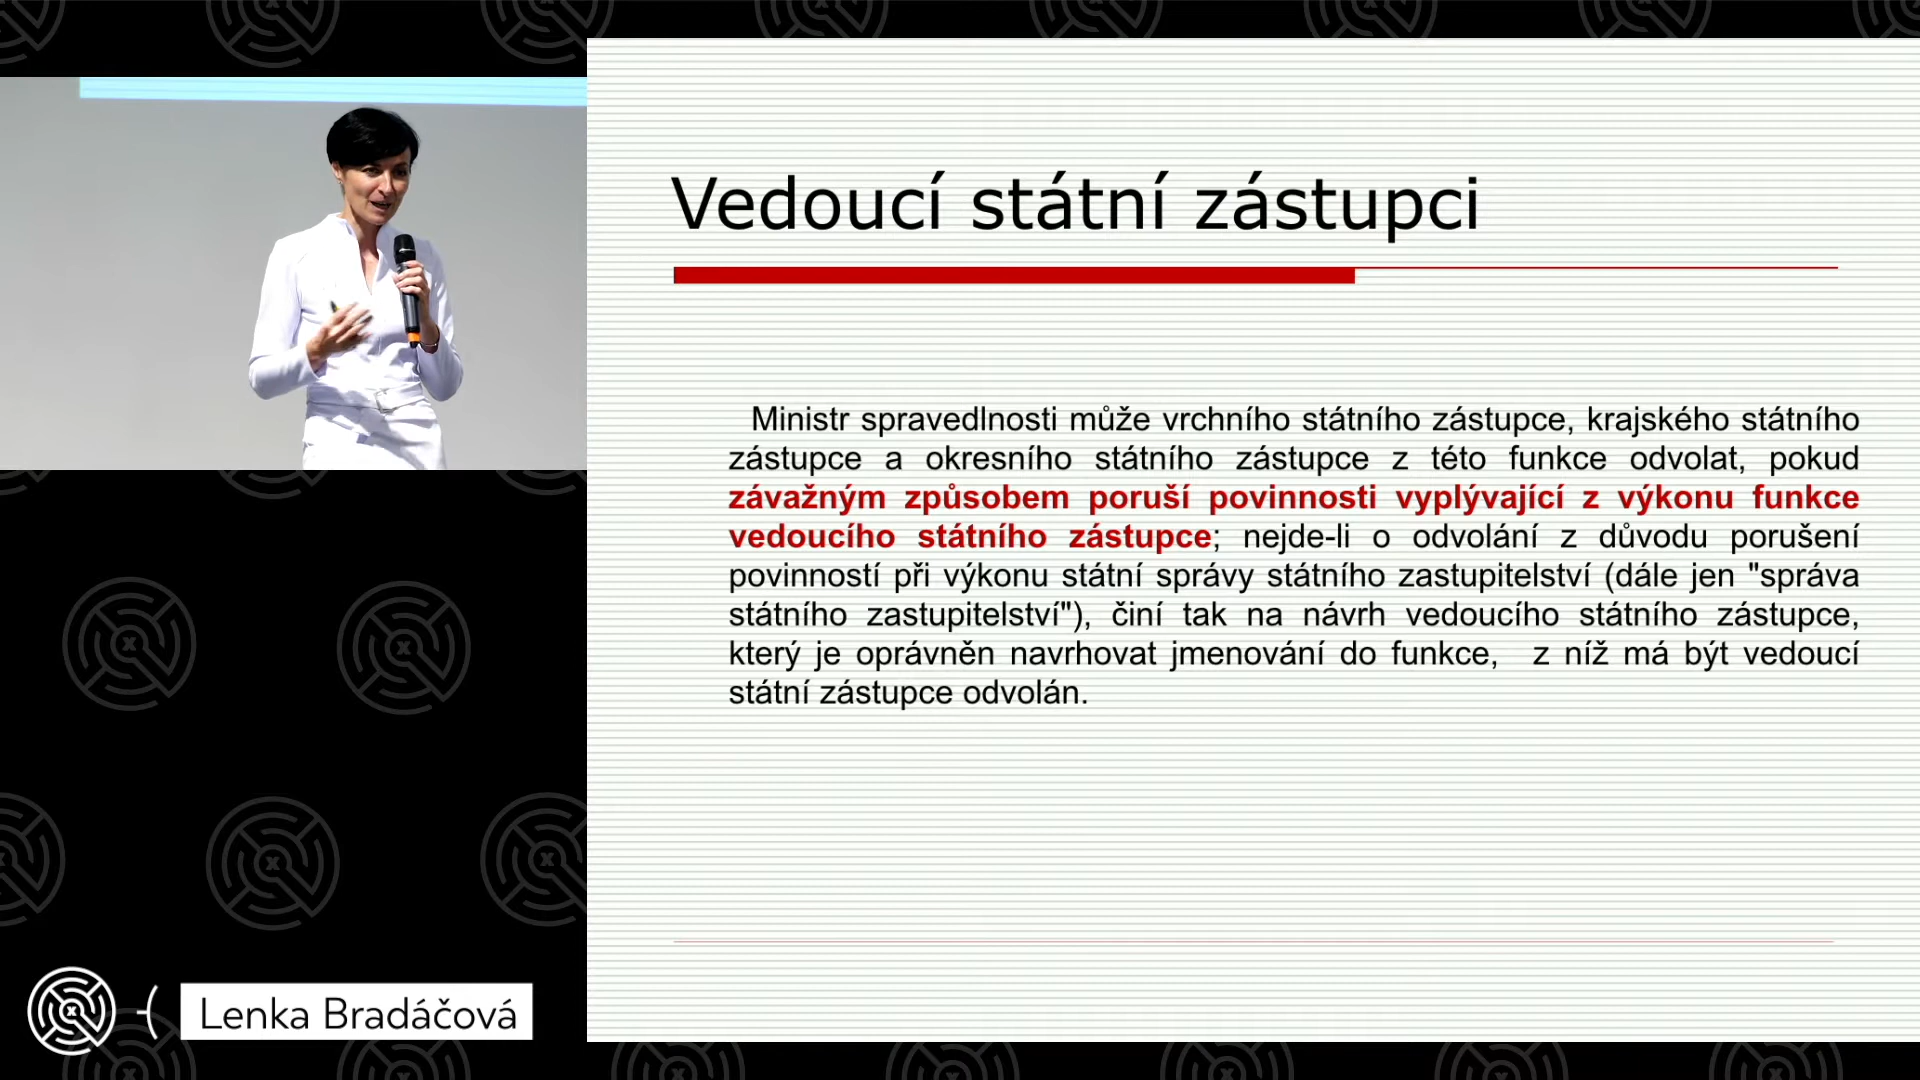 Vedoucí státní zástupci
Ministr spravedlnosti může vrchního státního zástupce, krajského státního
zástupce a okresního státního zástupce z této funkce odvolat, pokud
závažným způsobem poruší povinnosti vyplývající z výkonu funkce
vedoucího státního zástupce; nejde-li o odvolání z důvodu porušení
povinností při výkonu státní správy státního zastupitelství (dále jen "správa
státního zastupitelství"), činí tak na návrh vedoucího státního zástupce,
který je oprávněn navrhovat jmenování do funkce, z níž má být vedoucí
státní zástupce odvolán.
Lenka Bradáčová